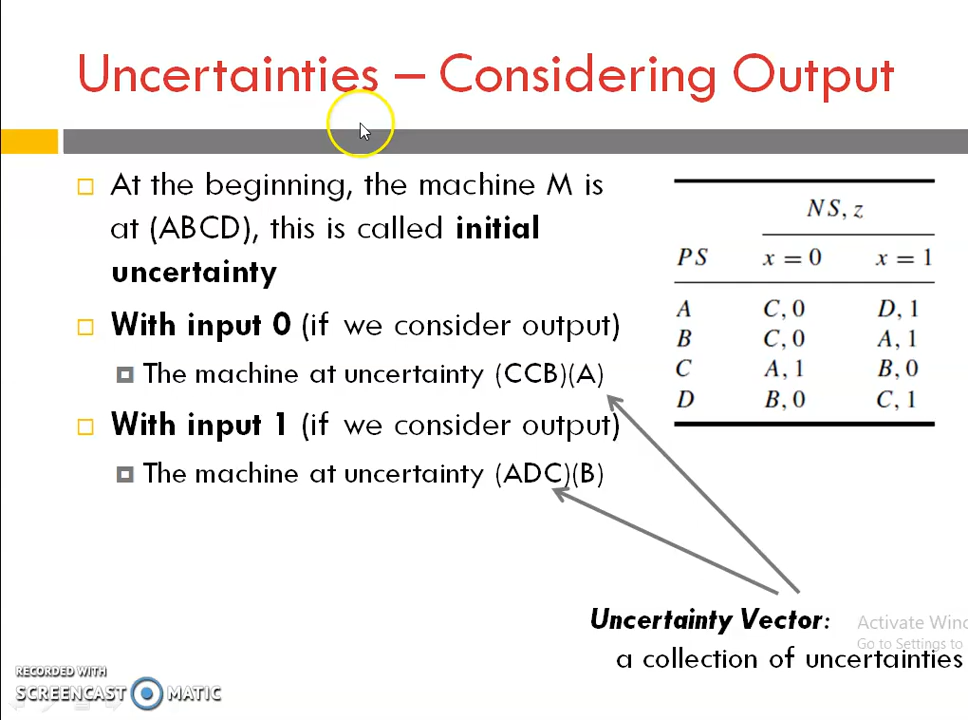 Uncertainties – Considering Output
At the beginning, the machine M is
at (ABCD), this is called initial
uncertainty
With input 0 (if we consider output)
The machine at uncertainty (CCB)(A)
With input 1 (if we consider output)
The machine at uncertainty (ADC)(B)
NS, z
PS x = 0 x = 1
A C, 0 D, 1
B C, 0 A, 1
C A, 1 B, 0
D B, 0 C, 1
Uncertainty Vector:
a collection of uncertainties
Activate Wind
Go to Settings to
RECORDED WITH
SCREENCAST MATIC